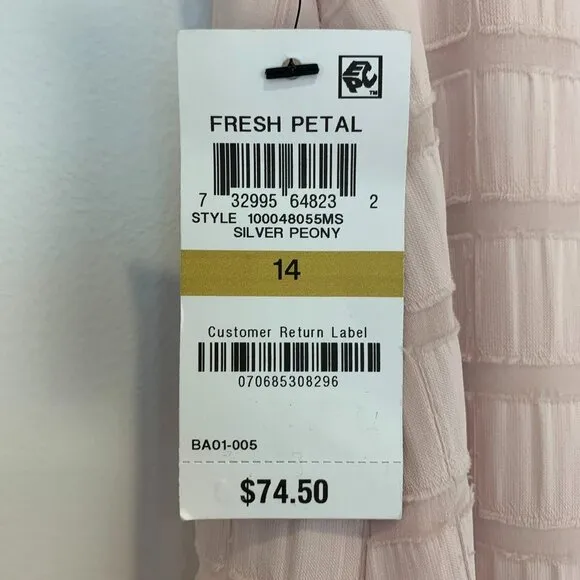 EPC™
FRESH PETAL
7 32995 64823 2
STYLE 100048055MS
SILVER PEONY
14
Customer Return Label
070685308296
BA01-005
$74.50